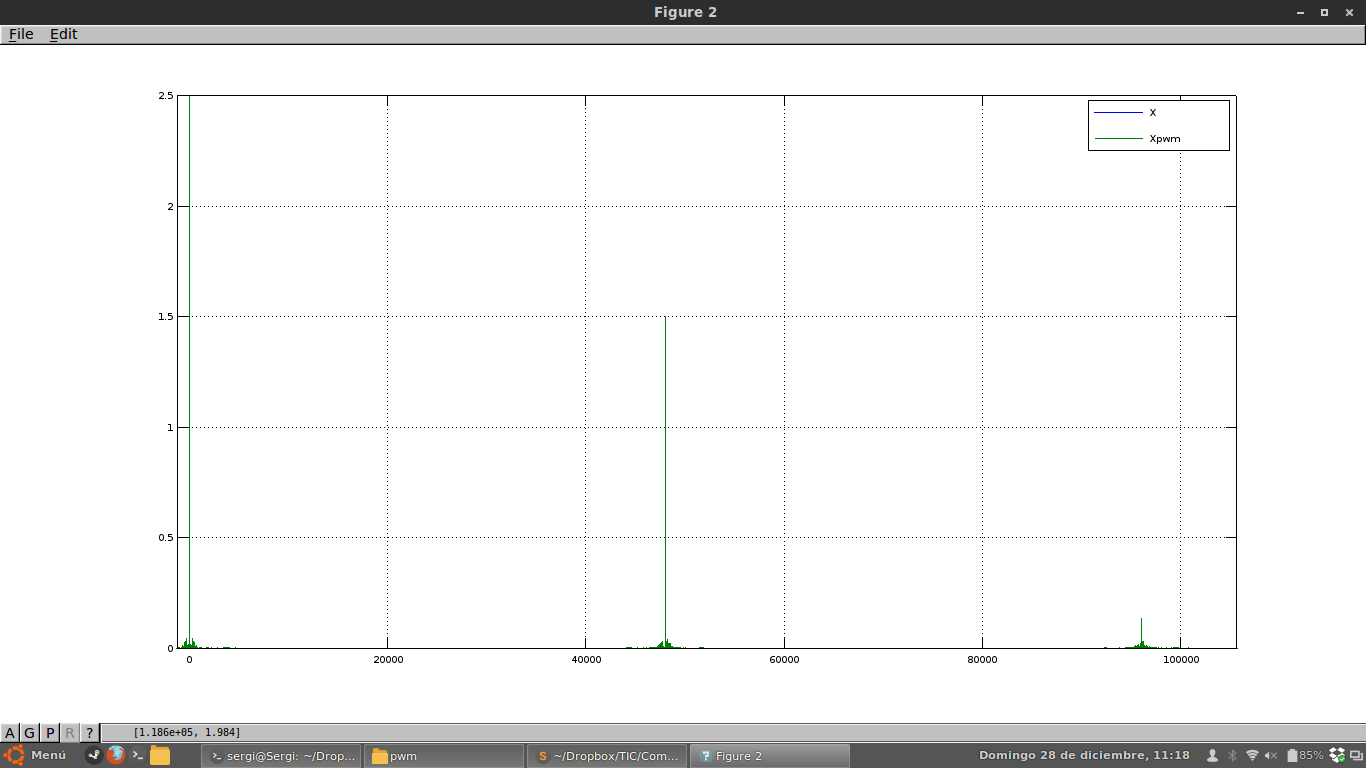 Figure 2
File Edit
2.5
X
Xpwm
2
1.5
1
0.5
0
0 20000 40000 60000 80000 100000
A G P R ? [1.186e+05, 1.984]
Menú sergi@Sergi: ~/Drop... pwm ~/Dropbox/TIC/Com... Figure 2 Domingo 28 de diciembre, 11:18 85%